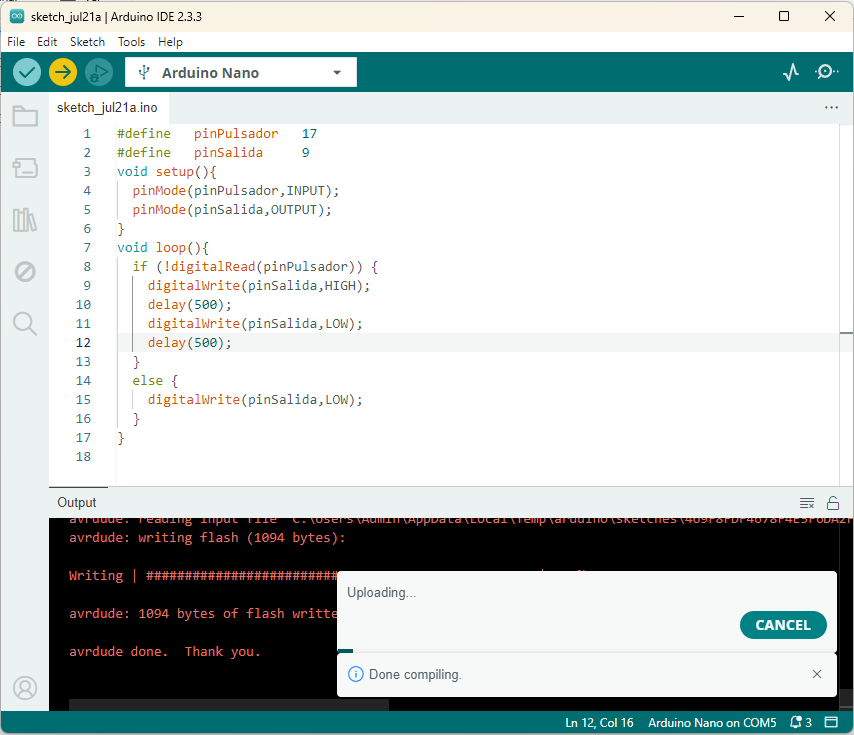 sketch_jul21a | Arduino IDE 2.3.3
File Edit Sketch Tools Help
Arduino Nano
sketch_jul21a.ino
1 #define pinPulsador 17
2 #define pinSalida 9
3 void setup(){
4 pinMode(pinPulsador,INPUT);
5 pinMode(pinSalida,OUTPUT);
6 }
7 void loop(){
8 if (!digitalRead(pinPulsador)) {
9 digitalWrite(pinSalida,HIGH);
10 delay(500);
11 digitalWrite(pinSalida,LOW);
12 delay(500);
13 }
14 else {
15 digitalWrite(pinSalida,LOW);
16 }
17 }
18
Output
avrdude: reading input file "C:\Users\Admin\AppData\Local\Temp\arduino\sketches\
avrdude: writing flash (1094 bytes):
Writing | #########################
avrdude: 1094 bytes of flash writte
avrdude done. Thank you.
Uploading...
CANCEL
Done compiling.
Ln 12, Col 16 Arduino Nano on COM5 3